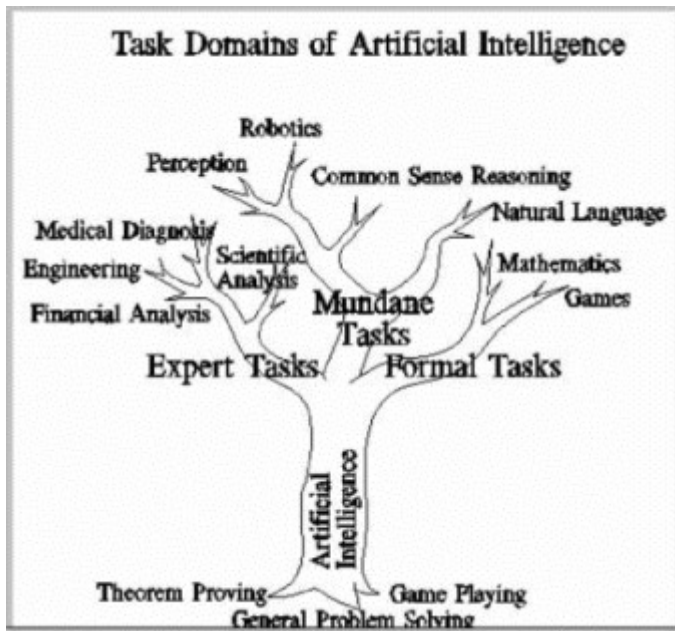 Task Domains of Artificial Intelligence
Robotics
Perception
Common Sense Reasoning
Natural Language
Medical Diagnosis
Scientific
Analysis
Engineering
Mathematics
Financial Analysis
Games
Mundane
Tasks
Expert Tasks
Formal Tasks
Artificial
Intelligence
Theorem Proving
Game Playing
General Problem Solving